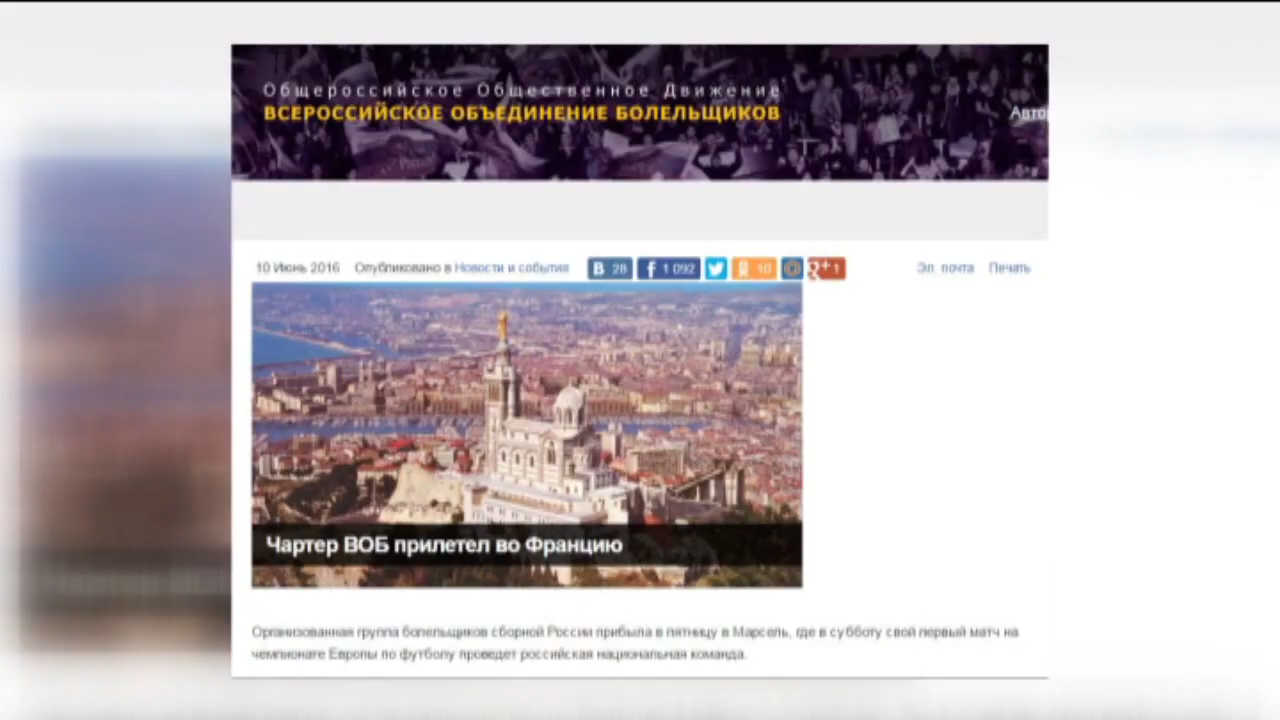 Общероссийское Общественное Движение
ВСЕРОССИЙСКОЕ ОБЪЕДИНЕНИЕ БОЛЕЛЬЩИКОВ
Авто
10 Июнь 2016 Опубликовано в Новости и события 28 1 092 10 g+ 1 Эл. почта Печать
Чартер ВОБ прилетел во Францию
Организованная группа болельщиков сборной России прибыла в пятницу в Марсель, где в субботу свой первый матч на
чемпионате Европы по футболу проведет российская национальная команда.